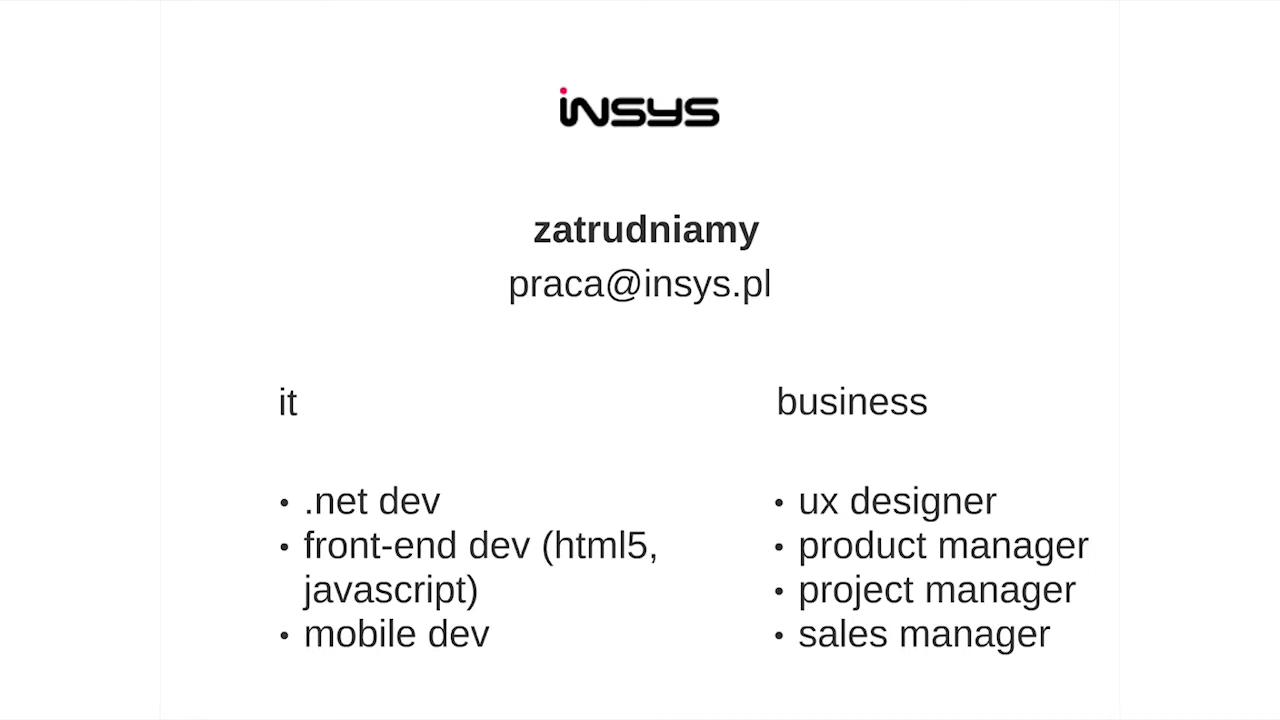 insys
zatrudniamy
praca@insys.pl
it
• .net dev
• front-end dev (html5,
javascript)
• mobile dev
business
• ux designer
• product manager
• project manager
• sales manager